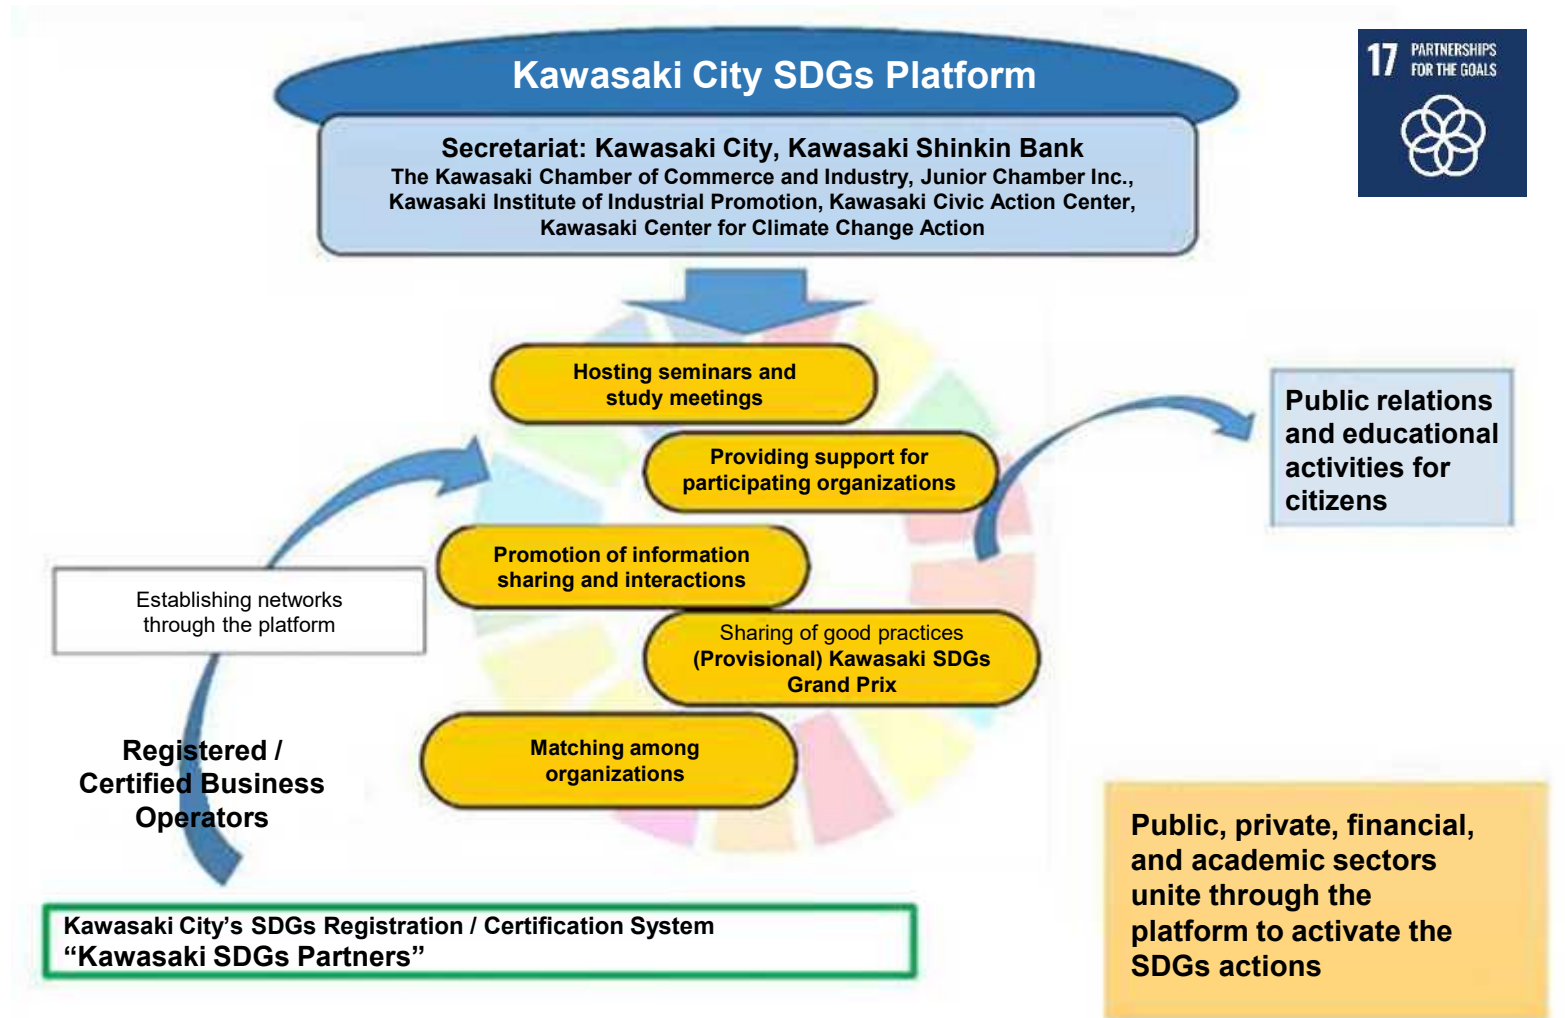 Kawasaki City SDGs Platform
17 PARTNERSHIPS
FOR THE GOALS
Secretariat: Kawasaki City, Kawasaki Shinkin Bank
The Kawasaki Chamber of Commerce and Industry, Junior Chamber Inc.,
Kawasaki Institute of Industrial Promotion, Kawasaki Civic Action Center,
Kawasaki Center for Climate Change Action
Hosting seminars and
study meetings
Providing support for
participating organizations
Promotion of information
sharing and interactions
Sharing of good practices
(Provisional) Kawasaki SDGs
Grand Prix
Matching among
organizations
Public relations
and educational
activities for
citizens
Establishing networks
through the platform
Registered /
Certified Business
Operators
Kawasaki City’s SDGs Registration / Certification System
“Kawasaki SDGs Partners”
Public, private, financial,
and academic sectors
unite through the
platform to activate the
SDGs actions